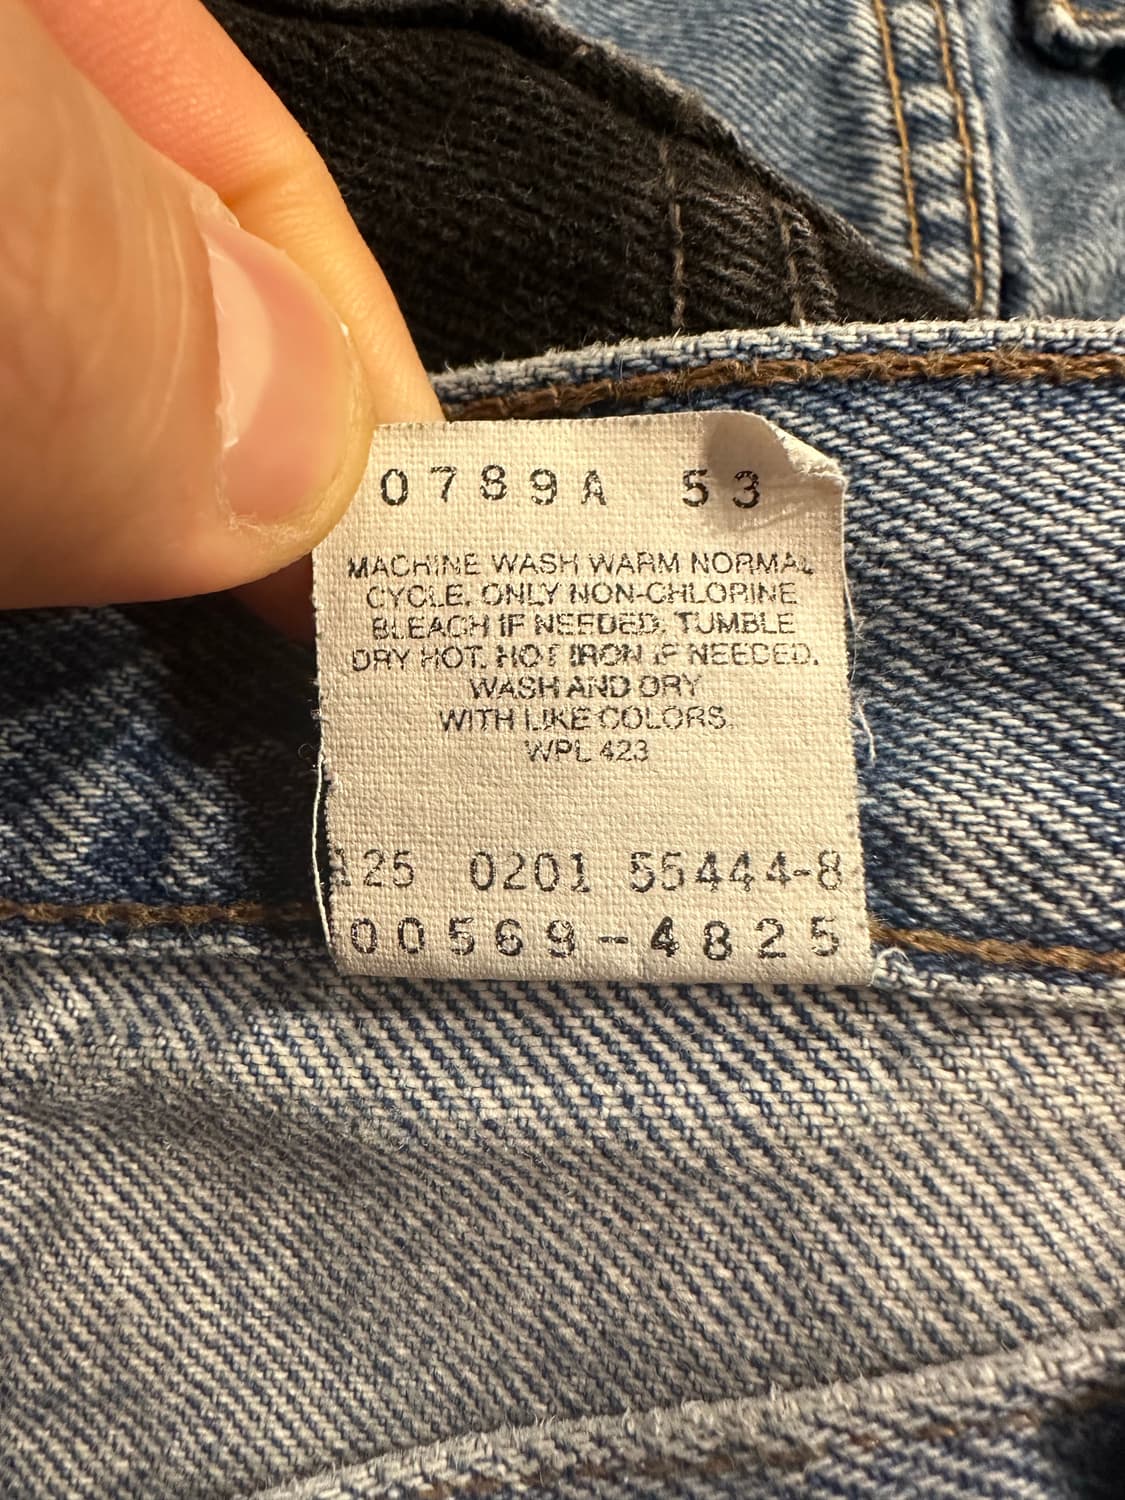 0789A 53
MACHINE WASH WARM NORMAL
CYCLE. ONLY NON-CHLORINE
BLEACH IF NEEDED. TUMBLE
DRY HOT. HOT IRON IF NEEDED.
WASH AND DRY
WITH LIKE COLORS.
WPL 423
A25 0201 55444-8
00569-4825